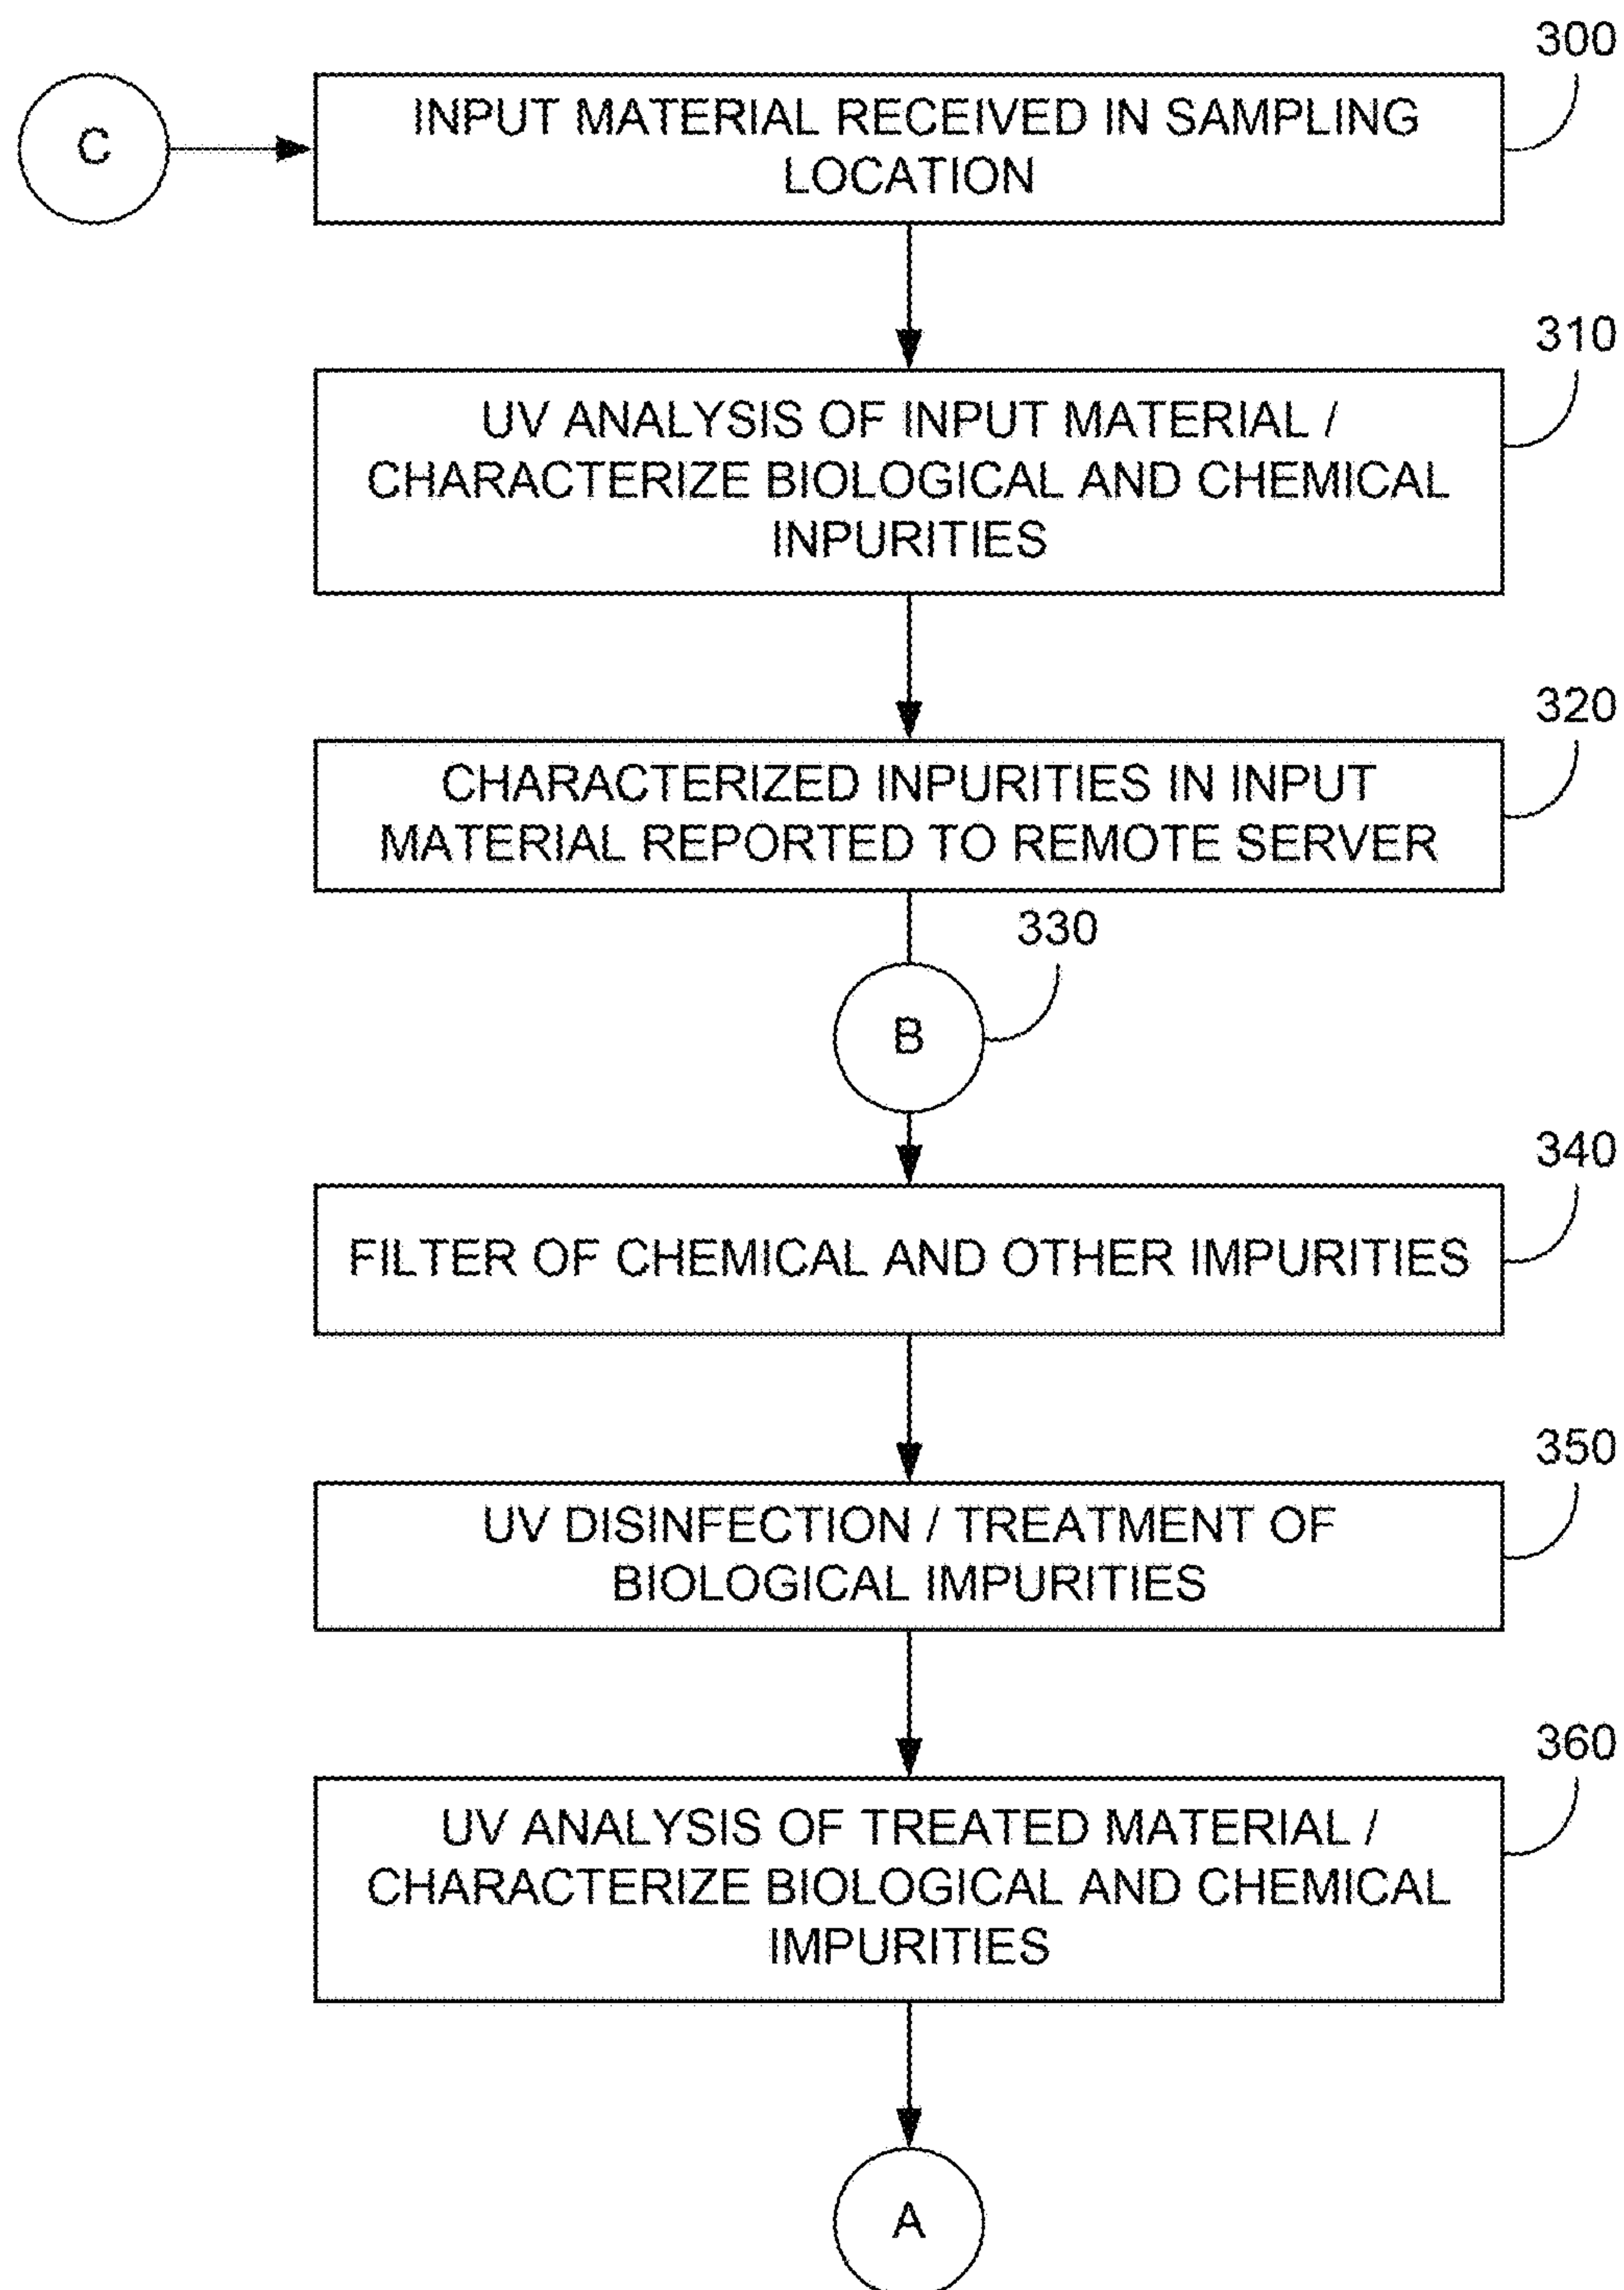 300
C
INPUT MATERIAL RECEIVED IN SAMPLING
LOCATION
310
UV ANALYSIS OF INPUT MATERIAL /
CHARACTERIZE BIOLOGICAL AND CHEMICAL
INPURITIES
320
CHARACTERIZED INPURITIES IN INPUT
MATERIAL REPORTED TO REMOTE SERVER
330
B
340
FILTER OF CHEMICAL AND OTHER IMPURITIES
350
UV DISINFECTION / TREATMENT OF
BIOLOGICAL IMPURITIES
360
UV ANALYSIS OF TREATED MATERIAL /
CHARACTERIZE BIOLOGICAL AND CHEMICAL
IMPURITIES
A